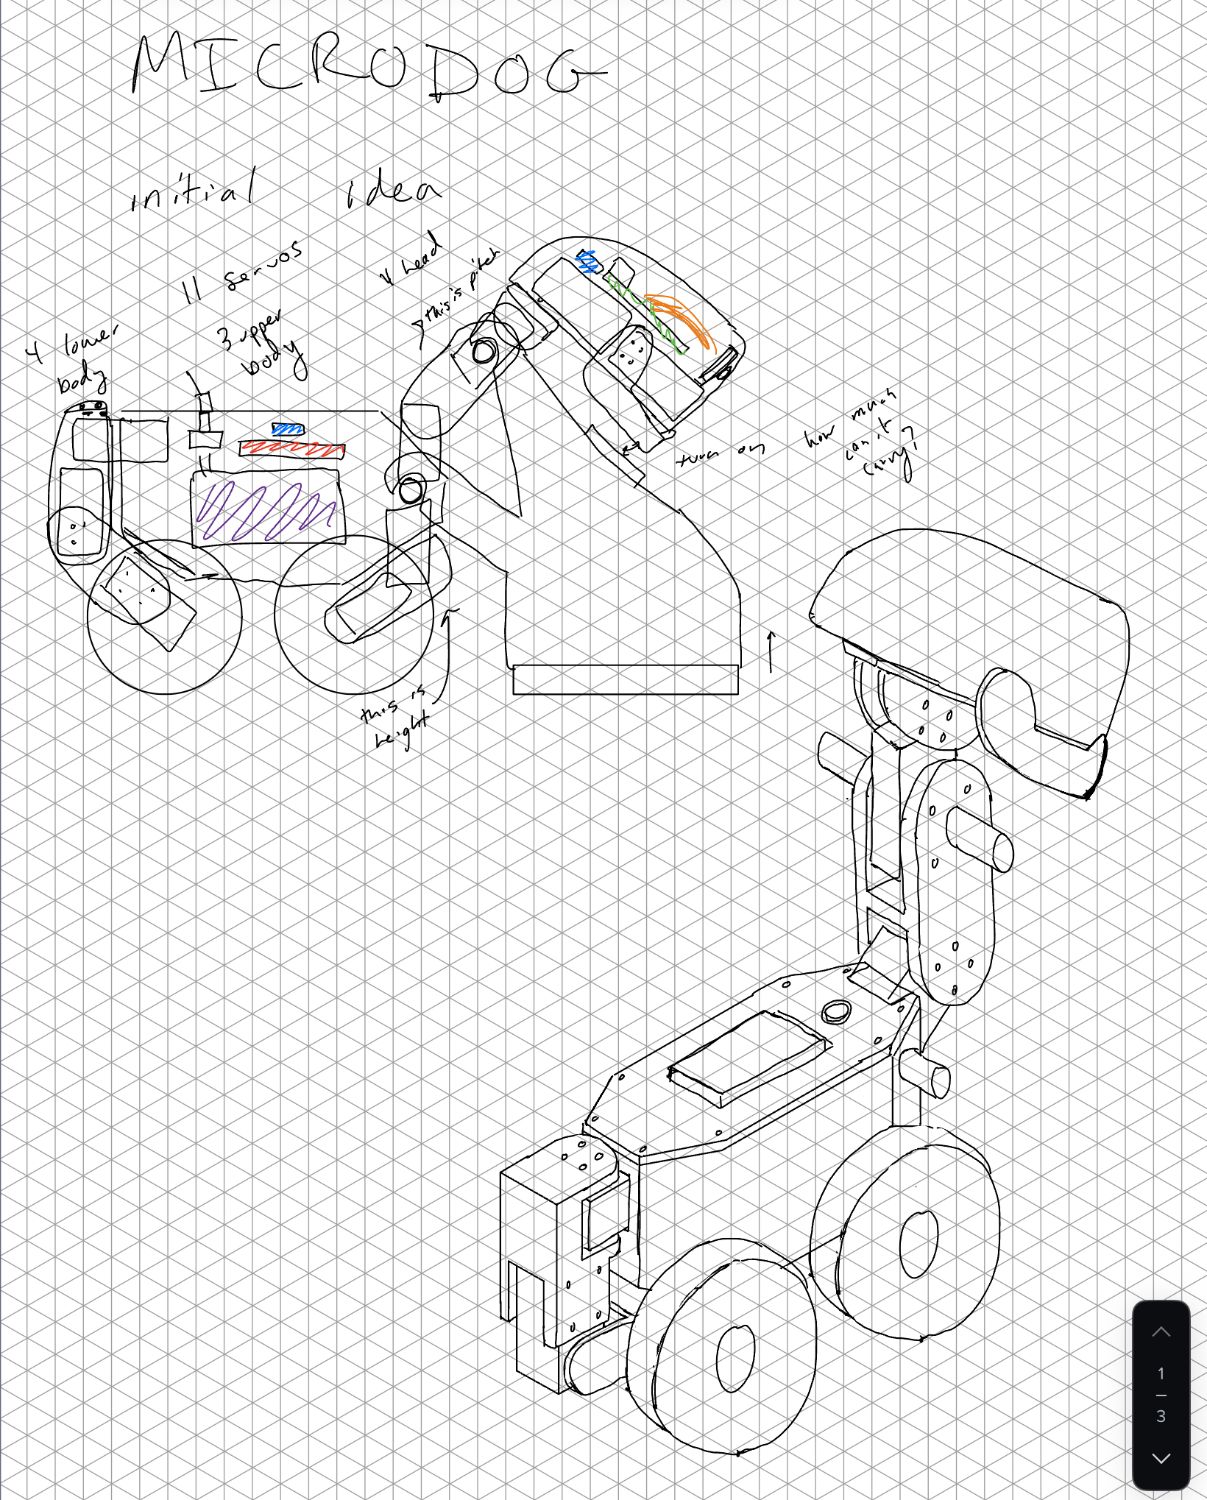 MICRODOG
initial idea
11 servos
4 head
this is pitch
3 upper
body
4 lower
body
turn on
how much
can it
carry?
this is
height
1
3